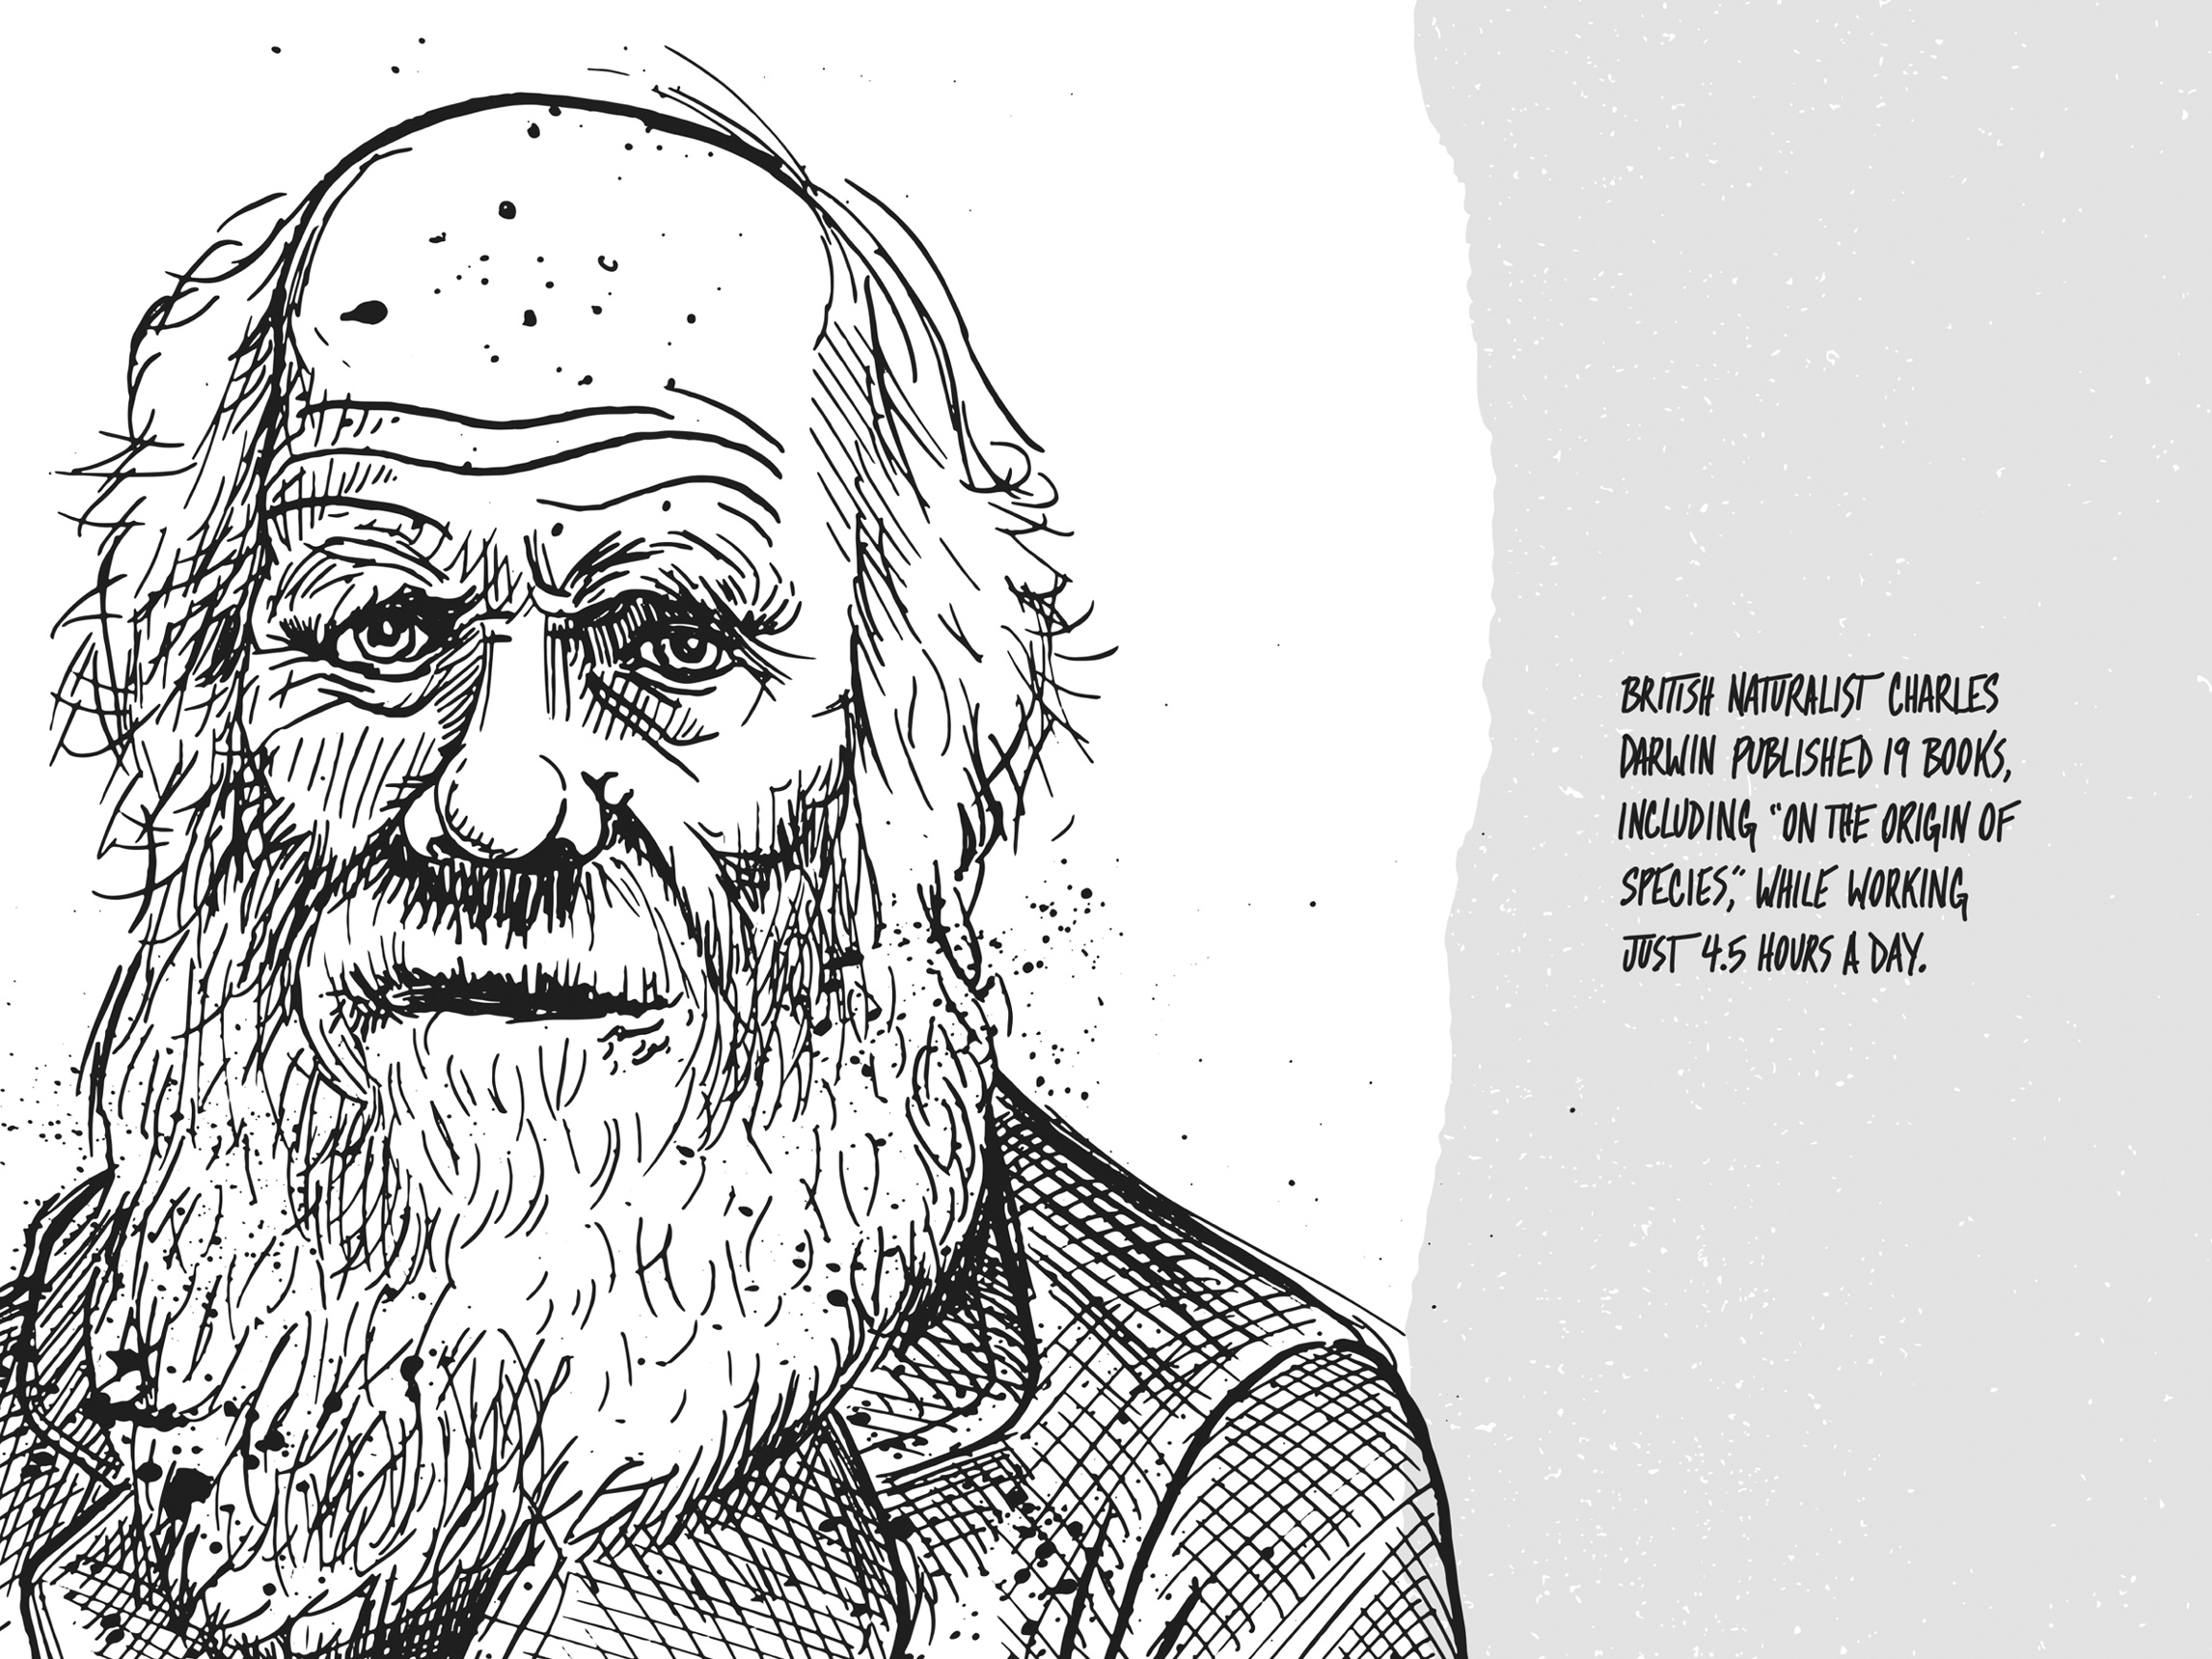 BRITISH NATURALIST CHARLES
DARWIN PUBLISHED 19 BOOKS,
INCLUDING "ON THE ORIGIN OF
SPECIES," WHILE WORKING
JUST 4.5 HOURS A DAY.